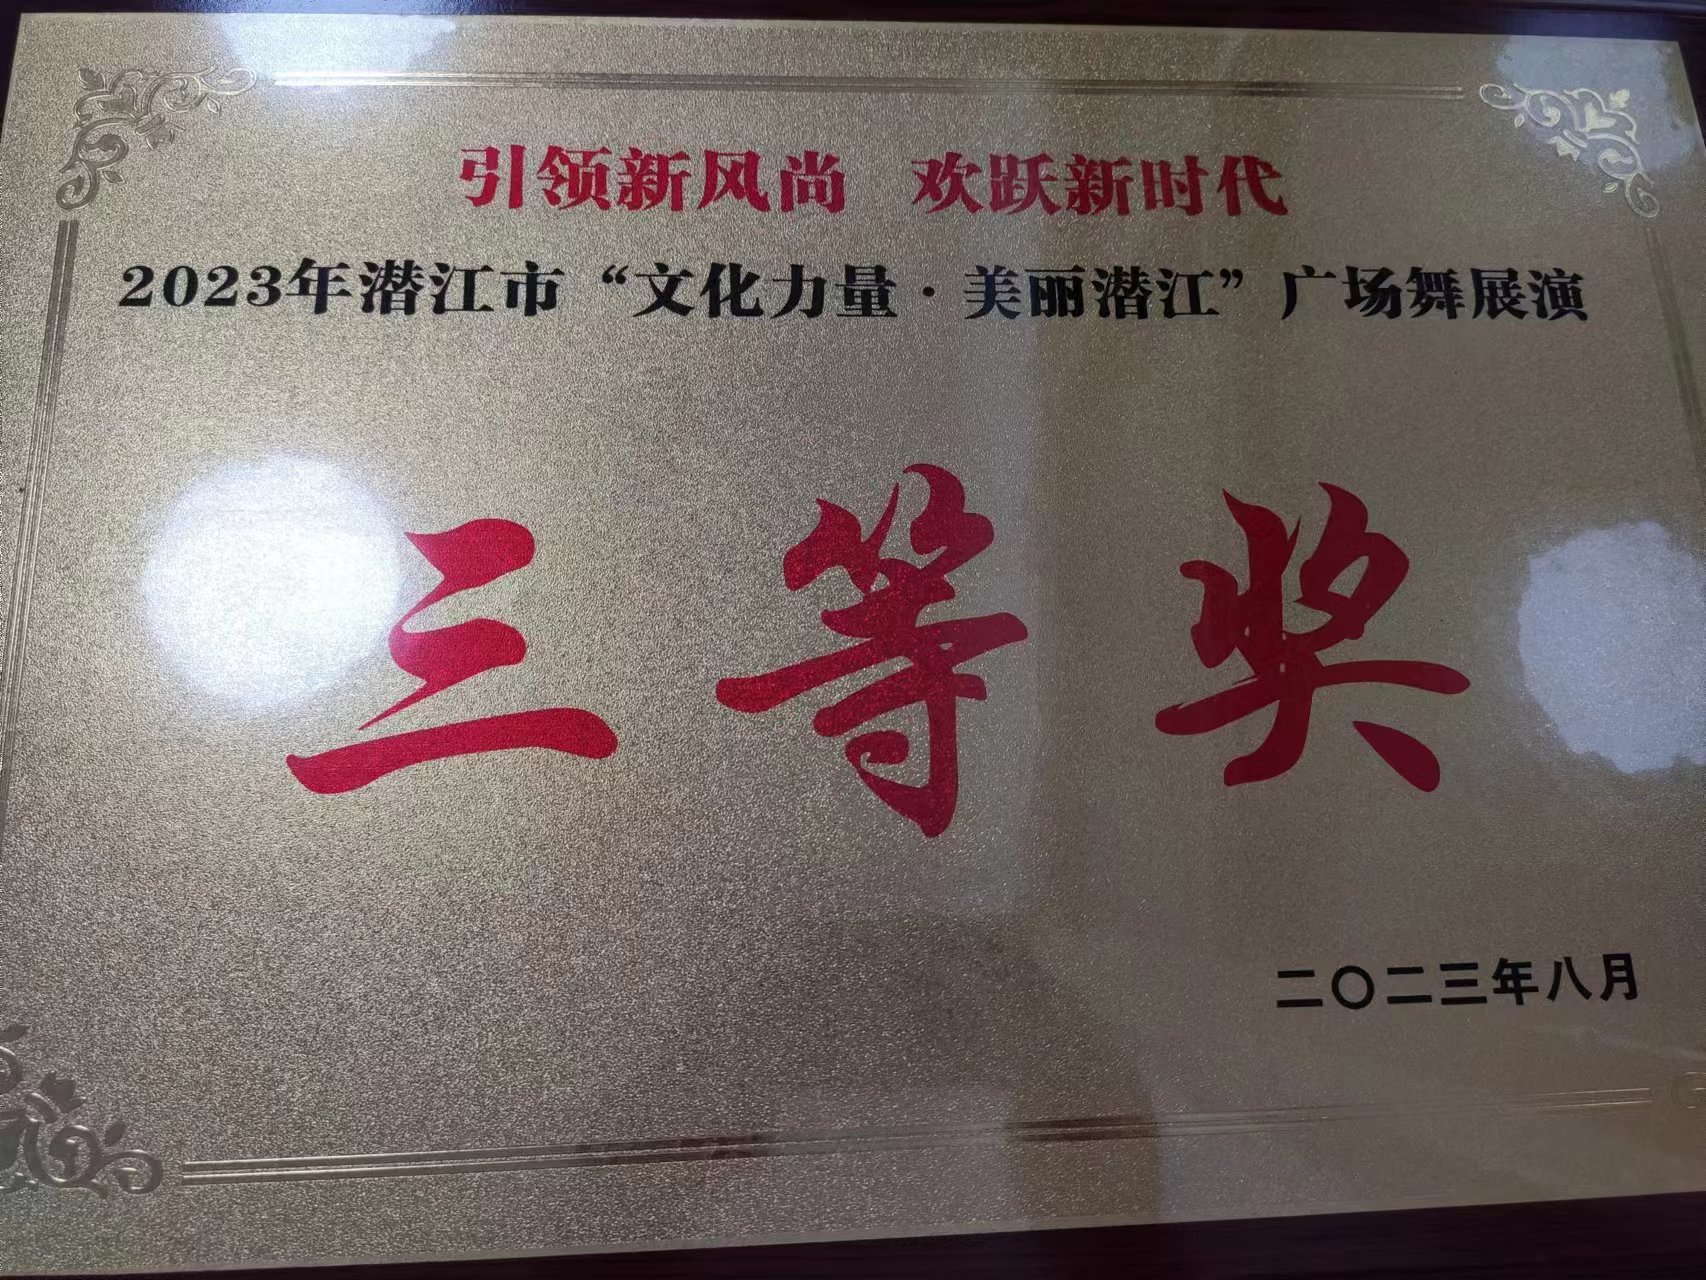 引领新风尚 欢跃新时代
2023年潜江市“文化力量·美丽潜江”广场舞展演
三等奖
二〇二三年八月